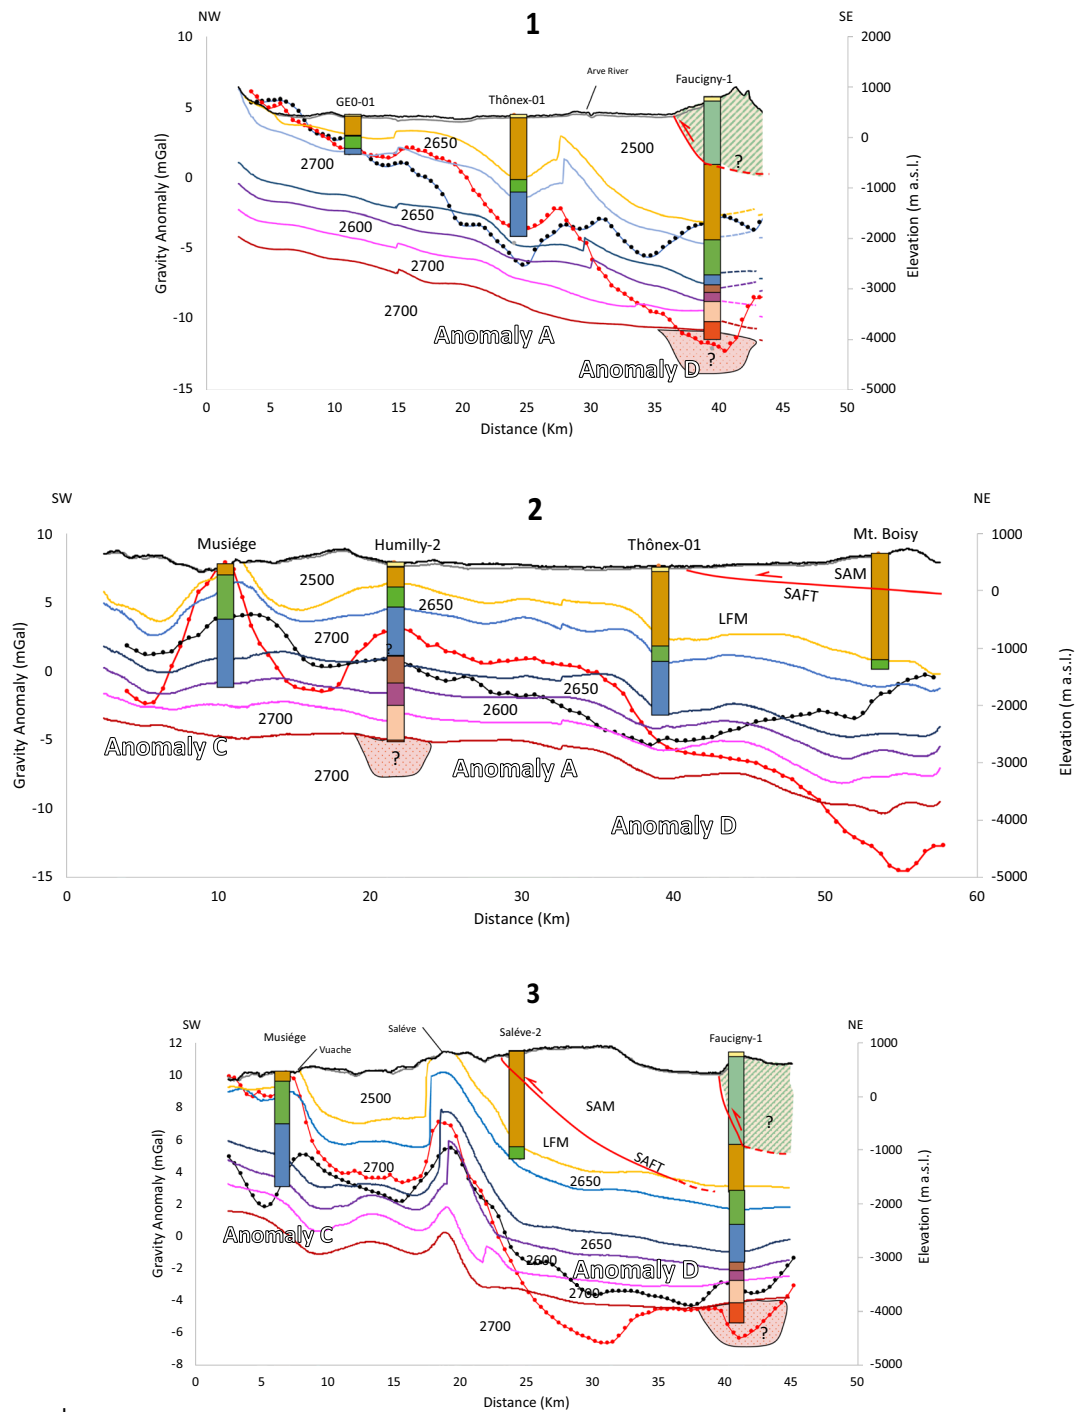 NW
1
SE
10
2000
Faucigny-1
Arve River
1000
GE0-01
Thônex-01
5
2650
2500
0
2700
?
0
-1000
2650
2600
-2000
-5
2700
-3000
-10
2700
Anomaly A
-4000
Anomaly D
?
-15
-5000
0 5 10 15 20 25 30 35 40 45 50
Distance (Km)
Gravity Anomaly (mGal)
Elevation (m a.s.l.)
SW
2
NE
10
1000
Musiége
Humilly-2
Thônex-01
Mt. Boisy
2500
SAM
SAFT
5
0
2650
LFM
2700
?
-1000
0
2650
2600
-2000
2700
Anomaly C
-5
2700
?
Anomaly A
-3000
Anomaly D
-10
-4000
-15
-5000
0 10 20 30 40 50 60
Distance (Km)
Gravity Anomaly (mGal)
Elevation (m a.s.l.)
3
SW
Saléve
NE
12
Musiége
Vuache
Saléve-2
Faucigny-1
1000
10
0
2500
SAM
?
8
6
LFM
SAFT
-1000
4
2700
2650
2
-2000
Anomaly C
0
2650
2600
Anomaly D
-3000
-2
2700
-4
2700
-4000
-6
?
-8
-5000
0 5 10 15 20 25 30 35 40 45 50
Distance (Km)
Gravity Anomaly (mGal)
Elevation (m a.s.l.)